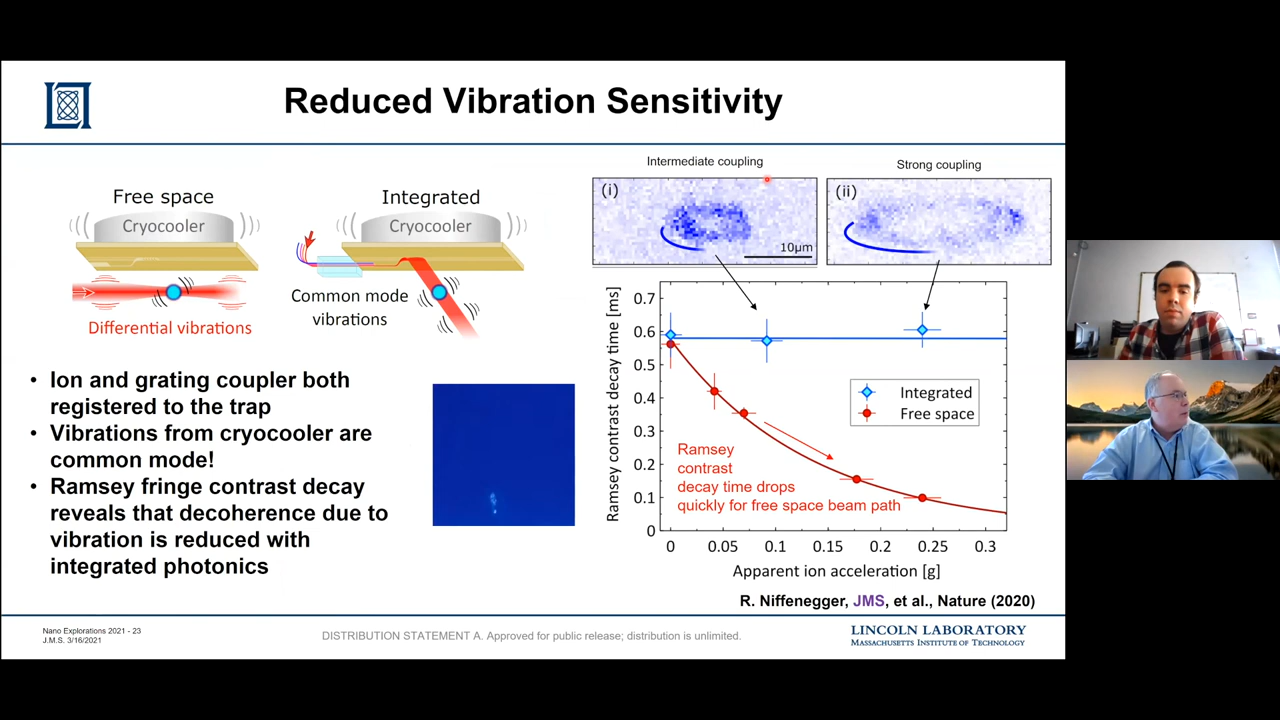 Reduced Vibration Sensitivity
Free space
Cryocooler
Differential vibrations
Integrated
Cryocooler
Common mode
vibrations
• Ion and grating coupler both
registered to the trap
• Vibrations from cryocooler are
common mode!
• Ramsey fringe contrast decay
reveals that decoherence due to
vibration is reduced with
integrated photonics
Intermediate coupling
Strong coupling
(i)
10μm
(ii)
Ramsey contrast decay time [ms]
0.7
0.6
0.5
0.4
0.3
0.2
0.1
0
Integrated
Free space
Ramsey
contrast
decay time drops
quickly for free space beam path
0 0.05 0.1 0.15 0.2 0.25 0.3
Apparent ion acceleration [g]
R. Niffenegger, JMS, et al., Nature (2020)
Nano Explorations 2021 - 23
J.M.S. 3/16/2021
DISTRIBUTION STATEMENT A. Approved for public release; distribution is unlimited.
LINCOLN LABORATORY
MASSACHUSETTS INSTITUTE OF TECHNOLOGY